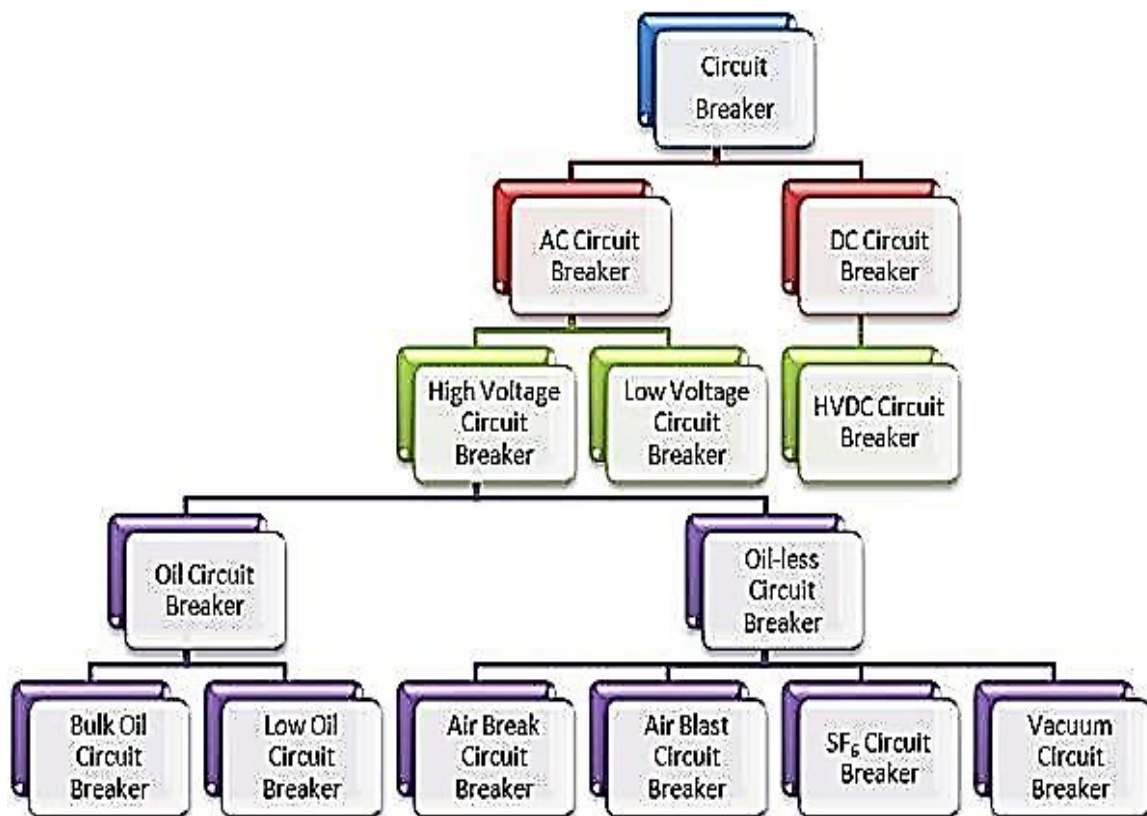 Circuit
Breaker
AC Circuit
Breaker
DC Circuit
Breaker
High Voltage
Circuit
Breaker
Low Voltage
Circuit
Breaker
HVDC Circuit
Breaker
Oil Circuit
Breaker
Oil-less
Circuit
Breaker
Bulk Oil
Circuit
Breaker
Low Oil
Circuit
Breaker
Air Break
Circuit
Breaker
Air Blast
Circuit
Breaker
SF₆ Circuit
Breaker
Vacuum
Circuit
Breaker